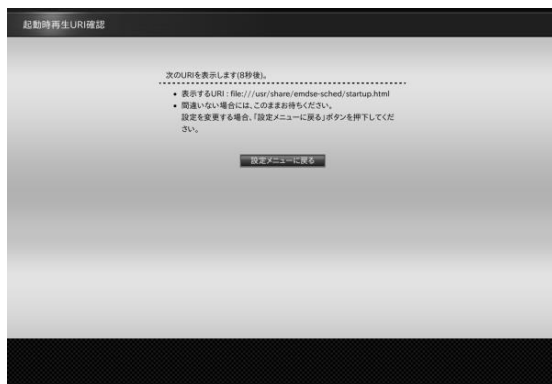 起動時再生URI確認
次のURIを表示します(8秒後)。
• 表示するURI : file:///usr/share/emdse-sched/startup.html
• 間違いない場合には、このままお待ちください。
設定を変更する場合、「設定メニューに戻る」ボタンを押下してくだ
さい。
設定メニューに戻る